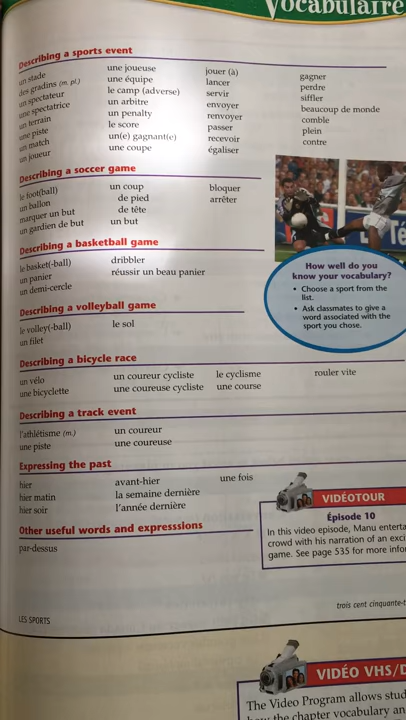 Vocabulaire
Describing a sports event
un stade
des gradins (m. pl.)
un spectateur
une spectatrice
un terrain
une piste
un match
un joueur
une joueuse
une équipe
le camp (adverse)
un arbitre
un penalty
le score
un(e) gagnant(e)
une coupe
jouer (à)
lancer
servir
envoyer
renvoyer
passer
recevoir
égaliser
gagner
perdre
siffler
beaucoup de monde
comble
plein
contre
Describing a soccer game
le foot(ball)
un ballon
marquer un but
un gardien de but
un coup
de pied
de tête
un but
bloquer
arrêter
Describing a basketball game
le basket(-ball)
un panier
un demi-cercle
dribbler
réussir un beau panier
How well do you
know your vocabulary?
• Choose a sport from the
list.
• Ask classmates to give a
word associated with the
sport you chose.
Describing a volleyball game
le volley(-ball)
un filet
le sol
Describing a bicycle race
un vélo
une bicyclette
un coureur cycliste
une coureuse cycliste
le cyclisme
une course
rouler vite
Describing a track event
l'athlétisme (m.)
une piste
un coureur
une coureuse
Expressing the past
hier
hier matin
hier soir
avant-hier
la semaine dernière
l'année dernière
une fois
Other useful words and expresssions
par-dessus
VIDÉOTOUR
Épisode 10
In this video episode, Manu
crowd with his narration of an
game. See page 535 for more
LES SPORTS
trois cent
VIDÉO VHS/
The Video Program allows
the chapter vocabulary